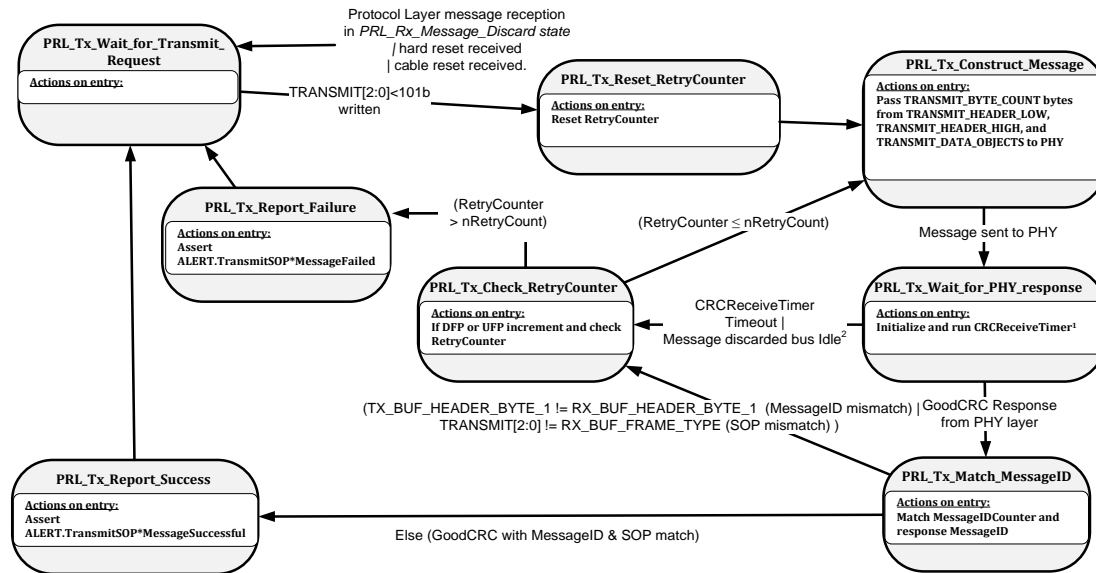 Protocol Layer message reception
in PRL_Rx_Message_Discard state
| hard reset received
| cable reset received.
PRL_Tx_Wait_for_Transmit_
Request
Actions on entry:
TRANSMIT[2:0]<101b
written
PRL_Tx_Reset_RetryCounter
Actions on entry:
Reset RetryCounter
PRL_Tx_Construct_Message
Actions on entry:
Pass TRANSMIT_BYTE_COUNT bytes
from TRANSMIT_HEADER_LOW,
TRANSMIT_HEADER_HIGH, and
TRANSMIT_DATA_OBJECTS to PHY
PRL_Tx_Report_Failure
Actions on entry:
Assert
ALERT.TransmitSOP*MessageFailed
(RetryCounter
> nRetryCount)
(RetryCounter ≤ nRetryCount)
Message sent to PHY
PRL_Tx_Check_RetryCounter
Actions on entry:
If DFP or UFP increment and check
RetryCounter
CRCReceiveTimer
Timeout |
Message discarded bus Idle²
PRL_Tx_Wait_for_PHY_response
Actions on entry:
Initialize and run CRCReceiveTimer¹
(TX_BUF_HEADER_BYTE_1 != RX_BUF_HEADER_BYTE_1 (MessageID mismatch) |
TRANSMIT[2:0] != RX_BUF_FRAME_TYPE (SOP mismatch) )
GoodCRC Response
from PHY layer
PRL_Tx_Report_Success
Actions on entry:
Assert
ALERT.TransmitSOP*MessageSuccessful
Else (GoodCRC with MessageID & SOP match)
PRL_Tx_Match_MessageID
Actions on entry:
Match MessageIDCounter and
response MessageID